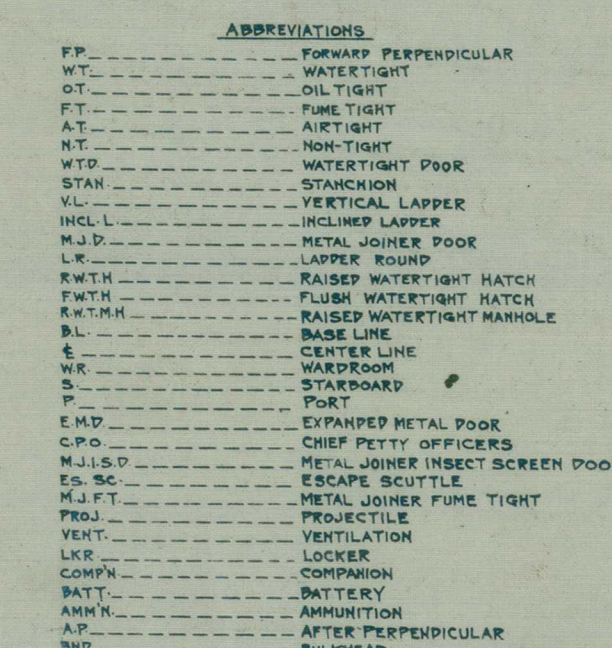 ABBREVIATIONS
F.P. FORWARD PERPENDICULAR
W.T. WATERTIGHT
O.T. OIL TIGHT
F.T. FUME TIGHT
A.T. AIRTIGHT
N.T. NON-TIGHT
W.T.D. WATERTIGHT DOOR
STAN. STANCHION
V.L. VERTICAL LADDER
INCL. L. INCLINED LADDER
M.J.D. METAL JOINER DOOR
L.R. LADDER ROUND
R.W.T.H RAISED WATERTIGHT HATCH
F.W.T.H FLUSH WATERTIGHT HATCH
R.W.T.M.H RAISED WATERTIGHT MANHOLE
B.L. BASE LINE
℄ CENTER LINE
W.R. WARDROOM
S. STARBOARD
P. PORT
E.M.D. EXPANDED METAL DOOR
C.P.O. CHIEF PETTY OFFICERS
M.J.I.S.D. METAL JOINER INSECT SCREEN DOO
ES. SC. ESCAPE SCUTTLE
M.J.F.T. METAL JOINER FUME TIGHT
PROJ. PROJECTILE
VENT. VENTILATION
LKR. LOCKER
COMP'N. COMPANION
BATT. BATTERY
AMM'N. AMMUNITION
A.P. AFTER PERPENDICULAR